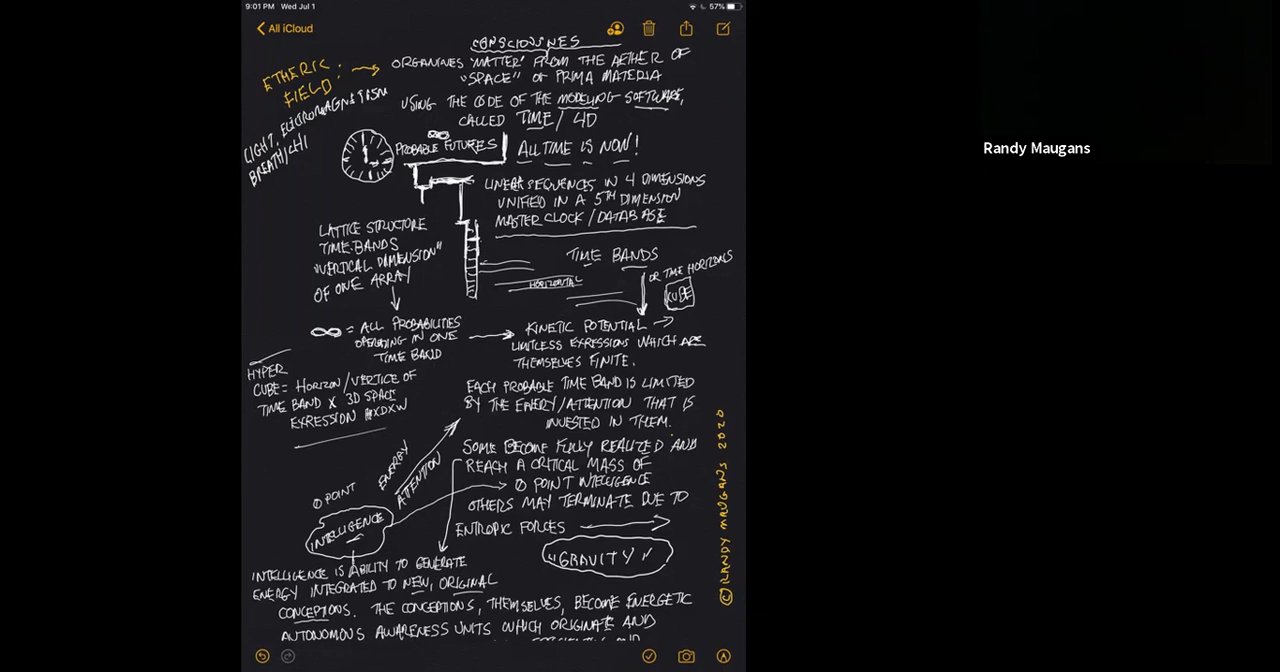 9:01 PM Wed Jul 1
57%
All iCloud
CONSCIOUSNES
ETHERIC FIELD:
LIGHT, ELECTROMAGNITISM
BREATH/CHI
ORGANINES "MATTER" FROM THE AETHER OF
"SPACE" OF PRIMA MATERIA
USING THE CODE OF THE MODELING SOFTWARE,
CALLED TIME/4D
∞
PROBABLE FUTURES
ALL TIME IS NOW!
LINEAR SEQUENCES IN 4 DIMENSIONS
UNIFIED IN A 5TH DIMENSION
MASTER CLOCK/DATABASE
LATTICE STRUCTURE
TIME-BANDS
"VERTICAL DIMENSION"
OF ONE ARRAY
TIME BANDS
OR TIME HORIZONS
HORIZONTAL
CUBE
∞ = ALL PROBABILITIES
OPERATING IN ONE
TIME BAND
KINETIC POTENTIAL
LIMITLESS EXPRESSIONS WHICH ARE
THEMSELVES FINITE.
HYPER
CUBE = HORIZON/VERTICE OF
TIME BAND X 3D SPACE
EXRESSION HXDXW
EACH PROBABLE TIME BAND IS LIMITED
BY THE ENERY/ATTENTION THAT IS
INVESTED IN THEM.
SOME BECOME FULLY REALIZED AND
REACH A CRITICAL MASS OF
0 POINT INTELLIGENCE
OTHERS MAY TERMINATE DUE TO
ENTROPIC FORCES
"GRAVITY"
ENERGY
ATTENTION
0 POINT
INTELLIGENCE
INTELLIGENCE IS ABILITY TO GENERATE
ENERGY INTEGRATED TO NEW, ORIGINAL
CONCEPTIONS. THE CONCEPTIONS, THEMSELVES, BECOME ENERGETIC
AUTONOMOUS AWARENESS UNITS WHICH ORIGINATE AND
© RANDY MAUGANS 2020
Randy Maugans